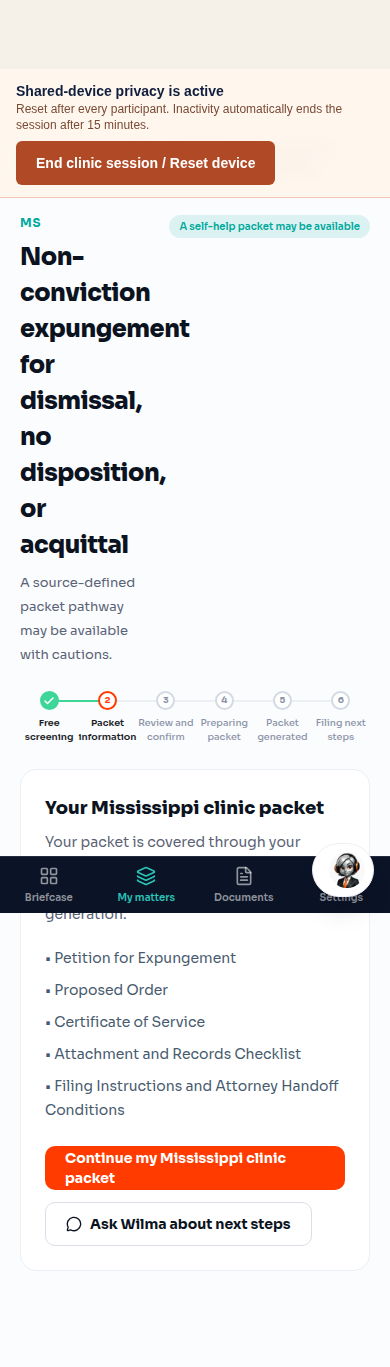 Shared-device privacy is active
Reset after every participant. Inactivity automatically ends the
session after 15 minutes.
End clinic session / Reset device
MS
A self-help packet may be available
Non-
conviction
expungement
for
dismissal,
no
disposition,
or
acquittal
A source-defined
packet pathway
may be available
with cautions.
2
3
4
5
6
Free
screening
Packet
information
Review and
confirm
Preparing
packet
Packet
generated
Filing next
steps
Your Mississippi clinic packet
Your packet is covered through your
Briefcase
My matters
Documents
Settings
generation.
▪ Petition for Expungement
▪ Proposed Order
▪ Certificate of Service
▪ Attachment and Records Checklist
▪ Filing Instructions and Attorney Handoff
Conditions
Continue my Mississippi clinic
packet
Ask Wilma about next steps